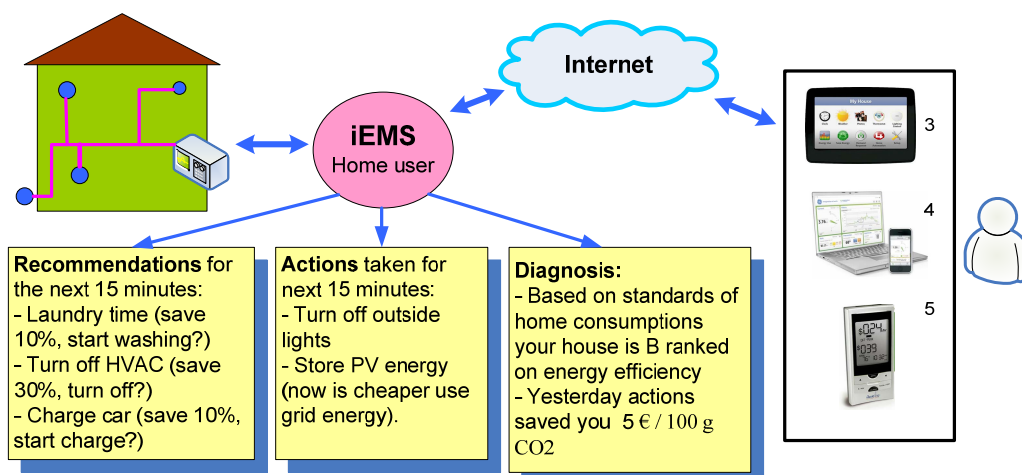 Internet
iEMS
Home user
My House
3
4
5
Recommendations for
the next 15 minutes:
- Laundry time (save
10%, start washing?)
- Turn off HVAC (save
30%, turn off?)
- Charge car (save 10%,
start charge?)
Actions taken for
next 15 minutes:
- Turn off outside
lights
- Store PV energy
(now is cheaper use
grid energy).
Diagnosis:
- Based on standards of
home consumptions
your house is B ranked
on energy efficiency
- Yesterday actions
saved you 5 € / 100 g
CO2